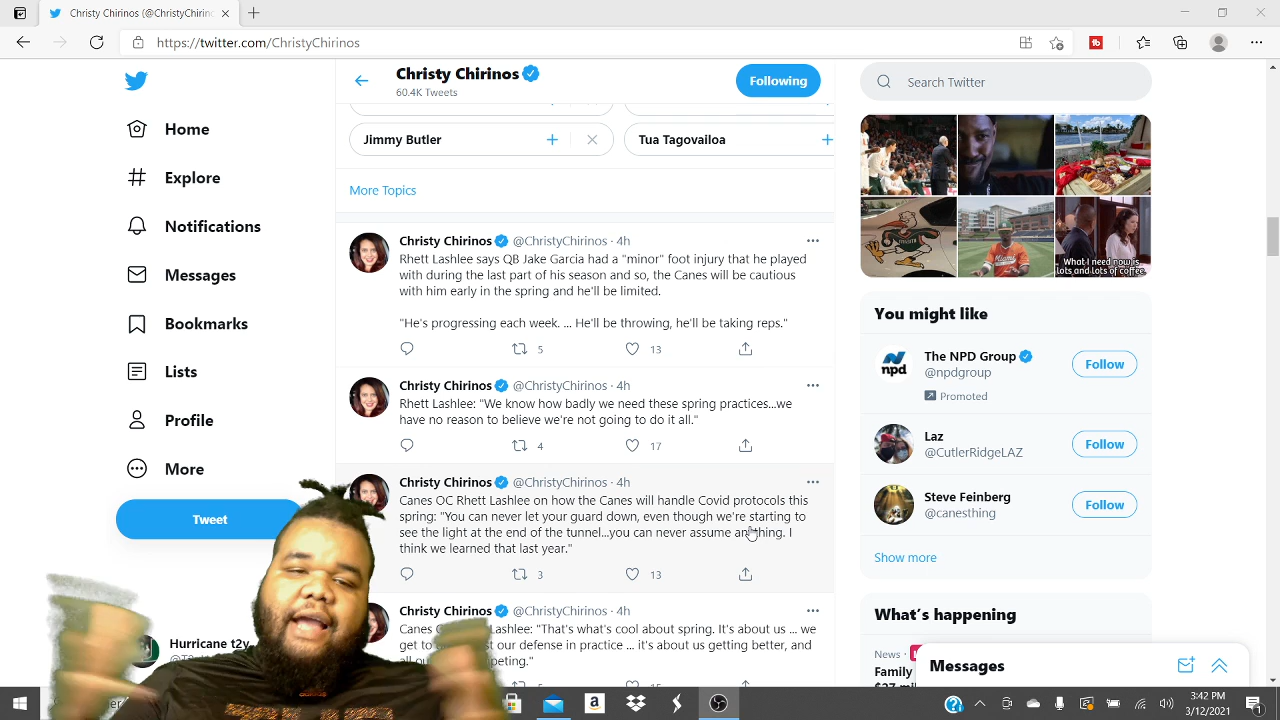 Christy Chirinos (@ChristyChirin
https://twitter.com/ChristyChirinos
Christy Chirinos
60.4K Tweets
Following
Search Twitter
Home
Explore
Notifications
Messages
Bookmarks
Lists
Profile
More
Tweet
Hurricane t2y
Jimmy Butler
Tua Tagovailoa
More Topics
Christy Chirinos @ChristyChirinos · 4h
Rhett Lashlee says QB Jake Garcia had a "minor" foot injury that he played
with during the last part of his season and so, the Canes will be cautious
with him early in the spring and he'll be limited.
"He's progressing each week. ... He'll be throwing, he'll be taking reps."
5 13
Christy Chirinos @ChristyChirinos · 4h
Rhett Lashlee: "We know how badly we need these spring practices...we
have no reason to believe we're not going to do it all."
4 17
Christy Chirinos @ChristyChirinos · 4h
Canes OC Rhett Lashlee on how the Canes will handle Covid protocols this
spring: "You can never let your guard down, even though we're starting to
see the light at the end of the tunnel...you can never assume anything. I
think we learned that last year."
3 13
Christy Chirinos @ChristyChirinos · 4h
Canes Lashlee: "That's what's cool about spring. It's about us ... we
get to our defense in practice ... it's about us getting better, and
all
What I need now is
lots and lots of coffee.
You might like
npd
The NPD Group
@npdgroup
Promoted
Follow
Laz
@CutlerRidgeLAZ
Follow
Steve Feinberg
@canesthing
Follow
Show more
What's happening
News ·
Family
Messages
3:42 PM
3/12/2021